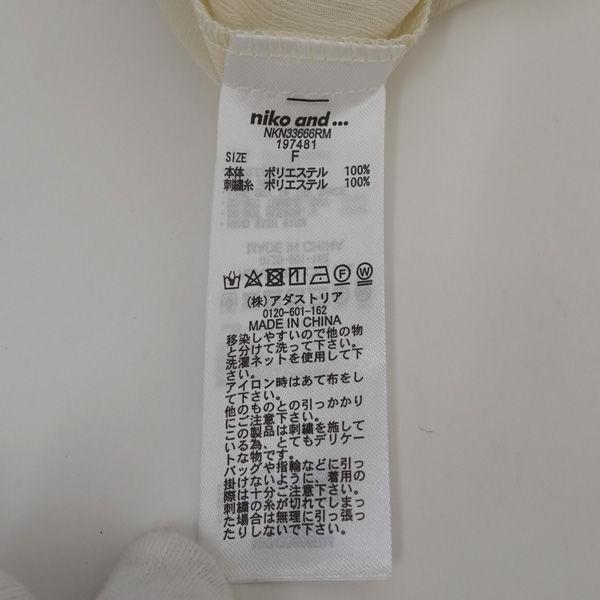 niko and ...
NKN33666RM
197481
SIZE F
本体 ポリエステル 100%
刺繍糸 ポリエステル 100%
(株)アダストリア
0120-601-162
MADE IN CHINA
移染しやすいので他の物
と分けて洗って下さい。
洗濯ネットを使用して下
さい。
アイロン時はあて布をし
て下さい。
他のものとの引っかかり
にご注意下さい。
この製品は刺繍を施して
いる為、とてもデリケー
トな物です。
バッグや指輪などに引っ
掛けないように、着用の
際は十分ご注意下さい。
刺繍の糸が切れてしまっ
た場合は無理に引っ張っ
たりしないで下さい。